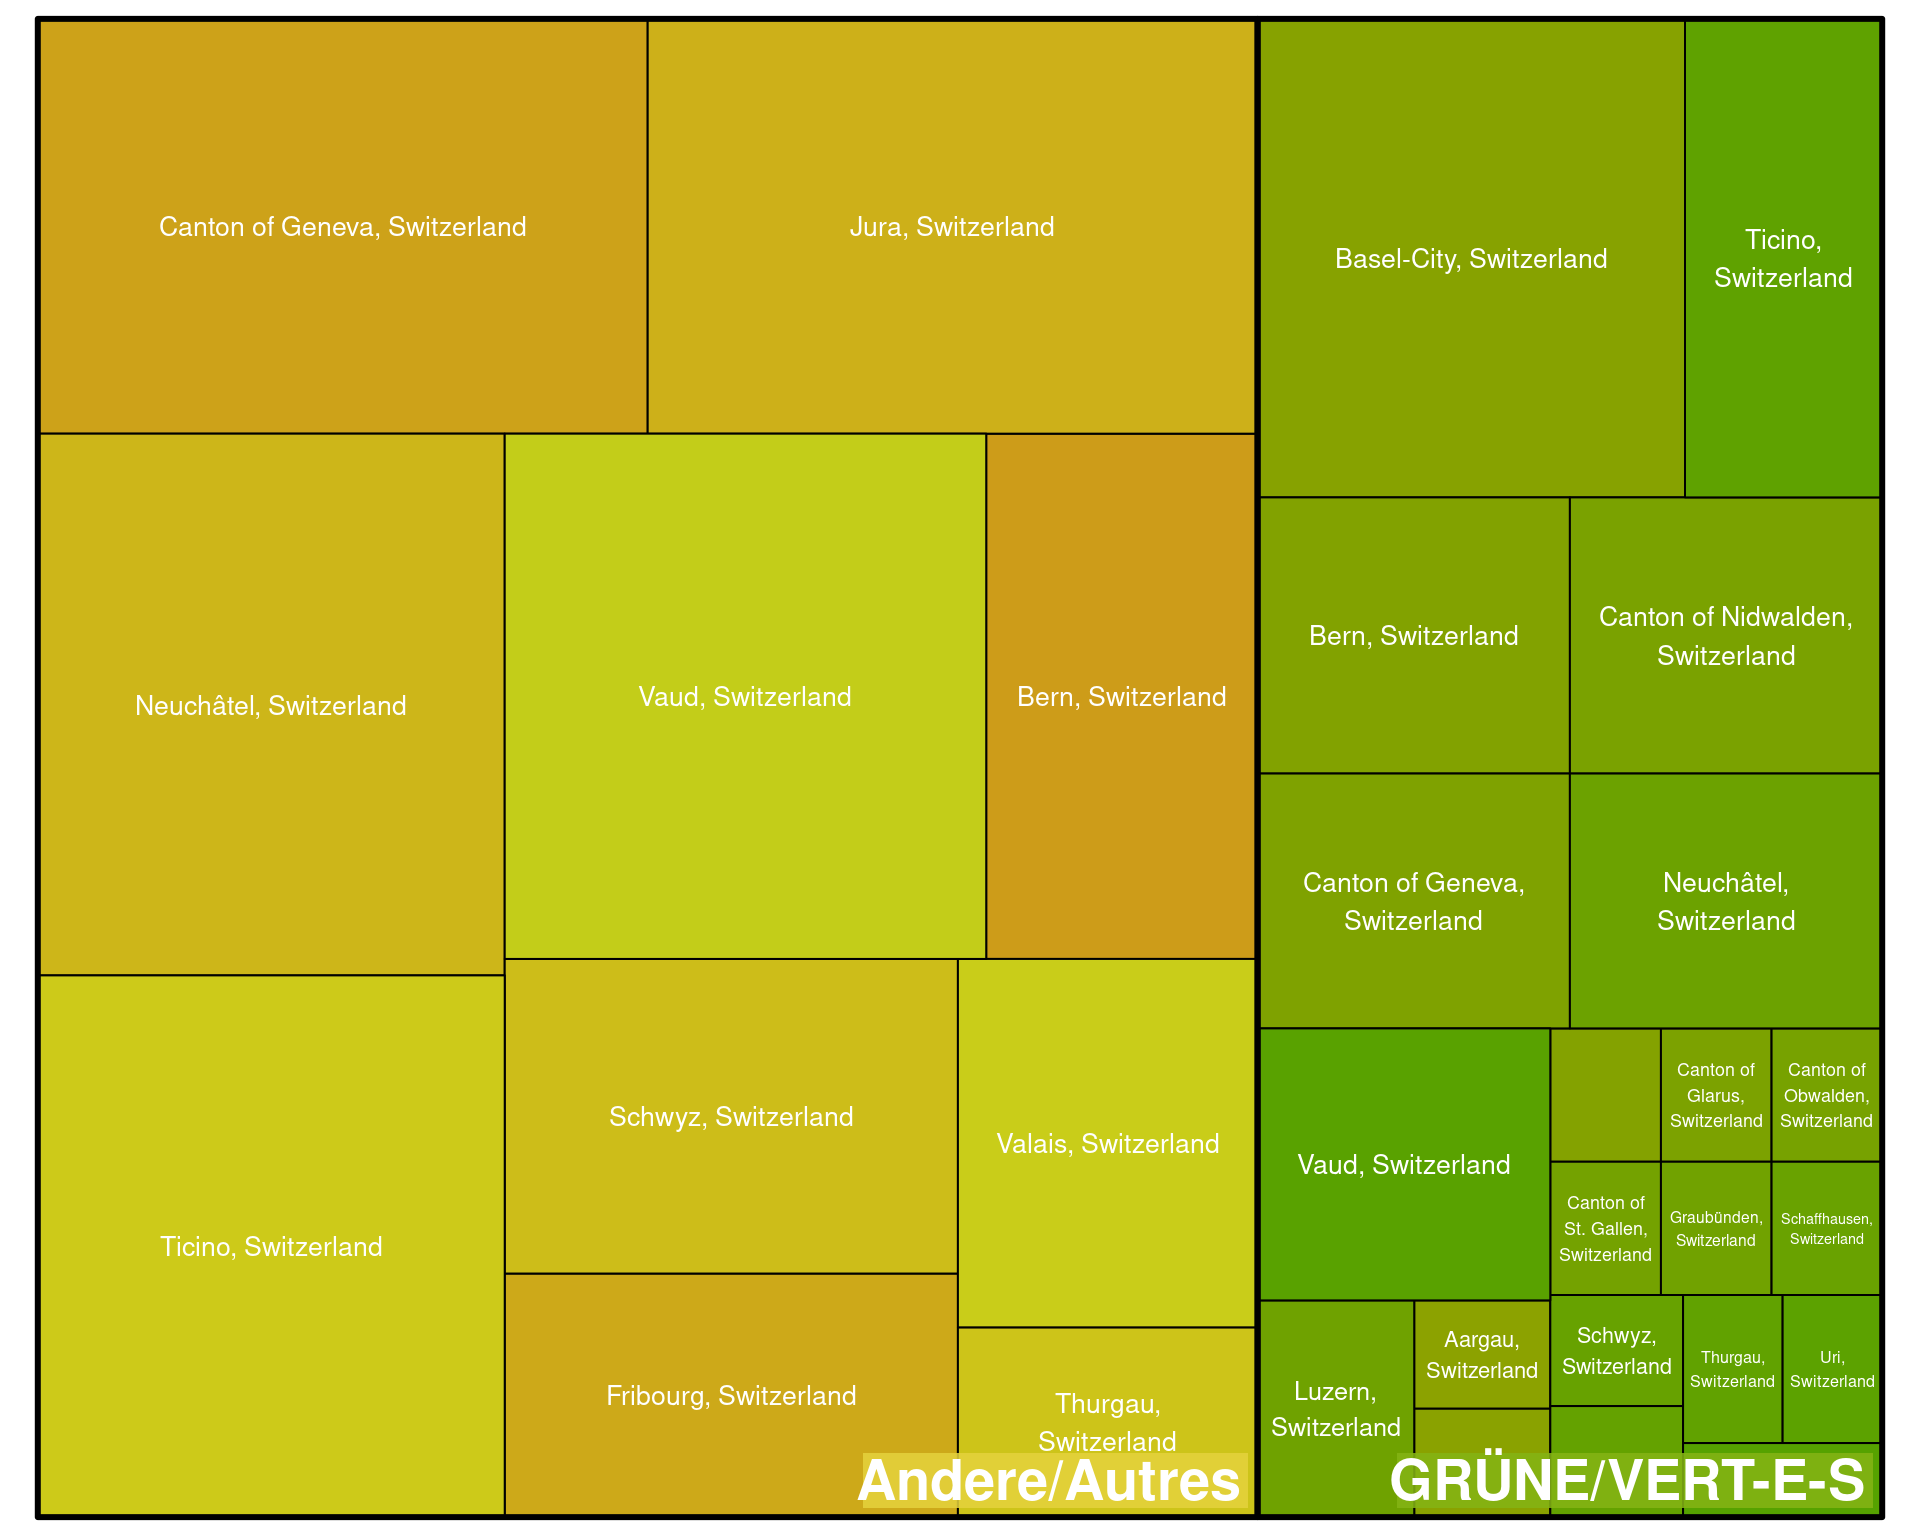 Canton of Geneva, Switzerland
Jura, Switzerland
Neuchâtel, Switzerland
Vaud, Switzerland
Bern, Switzerland
Ticino, Switzerland
Schwyz, Switzerland
Valais, Switzerland
Fribourg, Switzerland
Thurgau,
Switzerland
Andere/Autres
Basel-City, Switzerland
Ticino,
Switzerland
Bern, Switzerland
Canton of Nidwalden,
Switzerland
Canton of Geneva,
Switzerland
Neuchâtel,
Switzerland
Vaud, Switzerland
Canton of
Glarus,
Switzerland
Canton of
Obwalden,
Switzerland
Canton of
St. Gallen,
Switzerland
Graubünden,
Switzerland
Schaffhausen,
Switzerland
Luzern,
Switzerland
Aargau,
Switzerland
Schwyz,
Switzerland
Thurgau,
Switzerland
Uri,
Switzerland
GRÜNE/VERT-E-S